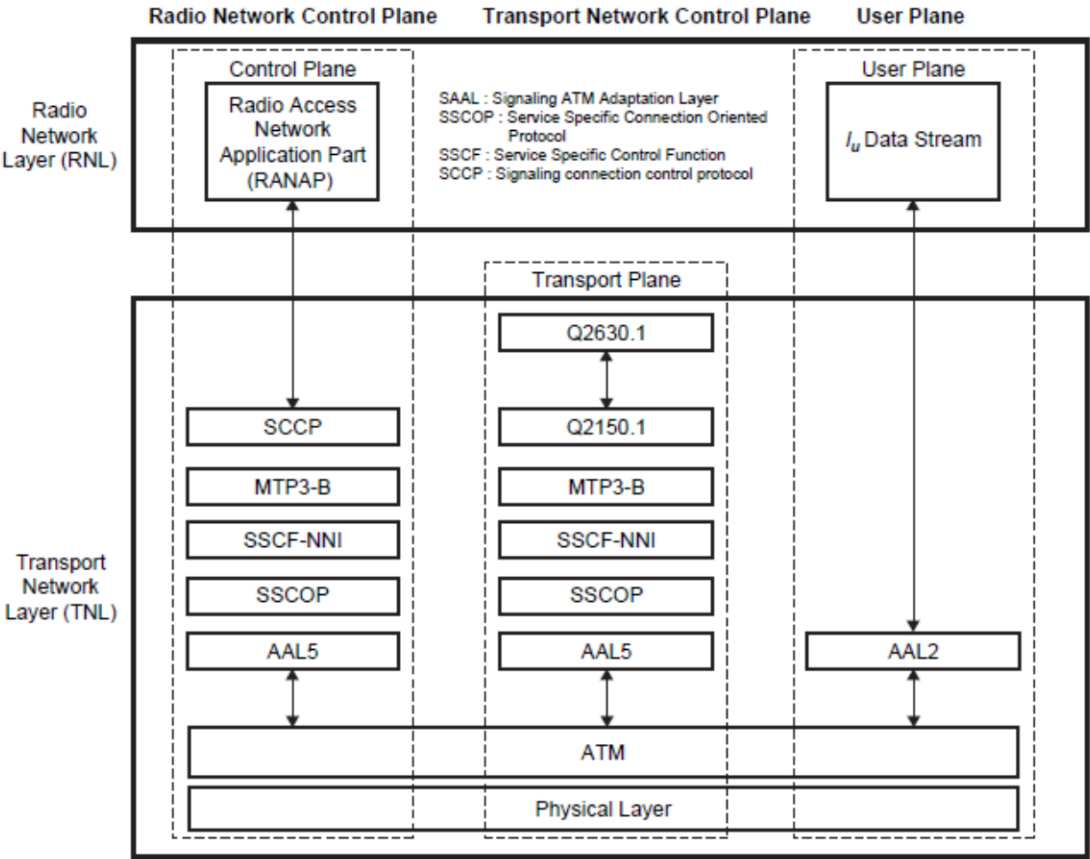 Radio Network Control Plane
Transport Network Control Plane
User Plane
Radio
Network
Layer (RNL)
Control Plane
Radio Access
Network
Application Part
(RANAP)
SAAL : Signaling ATM Adaptation Layer
SSCOP : Service Specific Connection Oriented
Protocol
SSCF : Service Specific Control Function
SCCP : Signaling connection control protocol
User Plane
Iu Data Stream
Transport Plane
Transport
Network
Layer (TNL)
SCCP
MTP3-B
SSCF-NNI
SSCOP
AAL5
Q2630.1
Q2150.1
MTP3-B
SSCF-NNI
SSCOP
AAL5
AAL2
ATM
Physical Layer